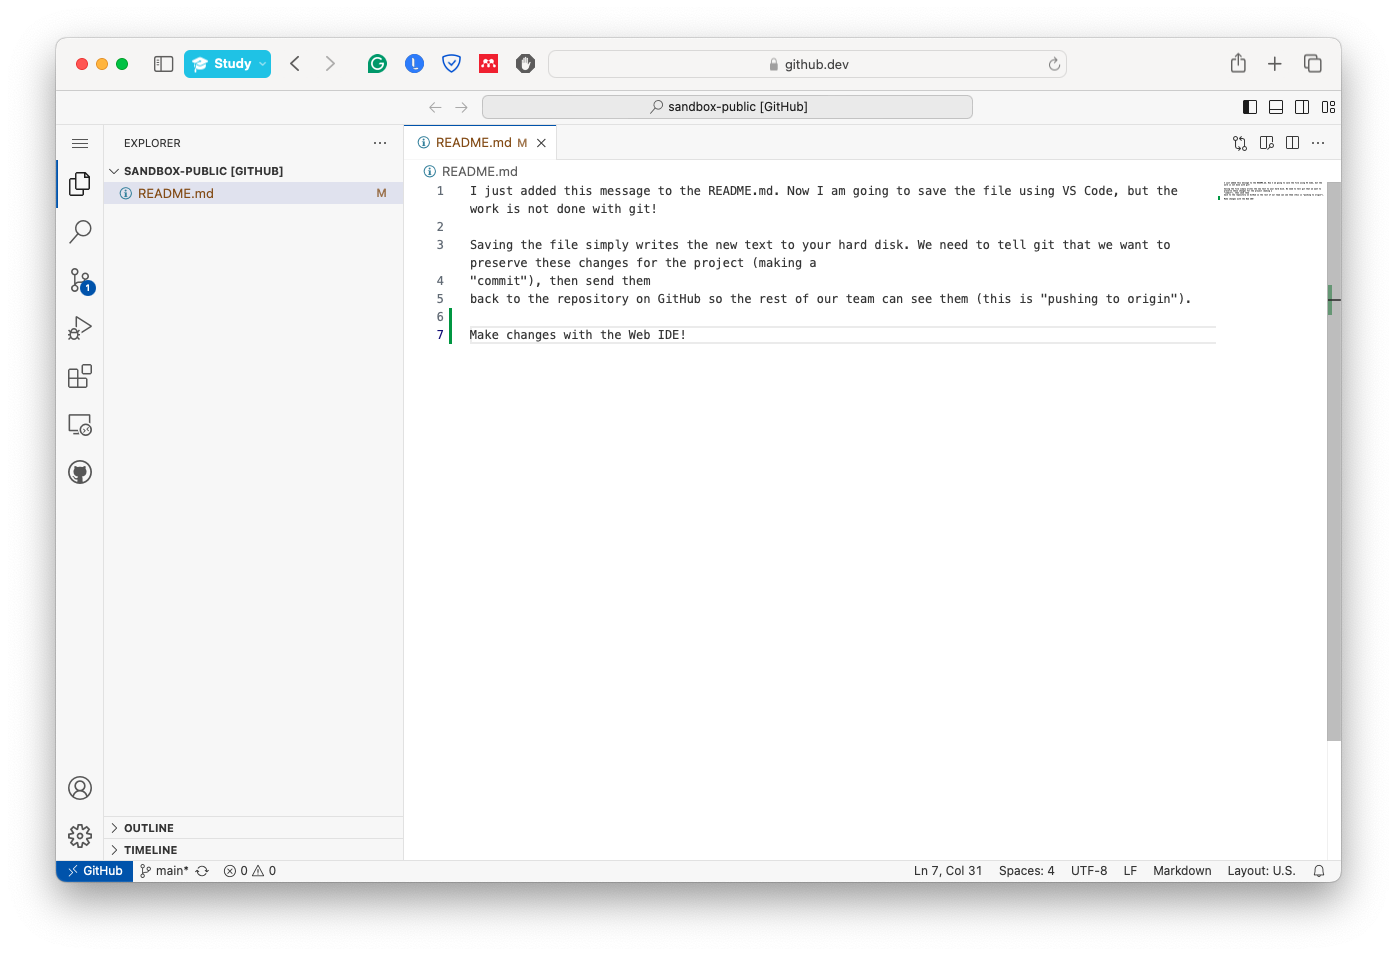 Study
github.dev
sandbox-public [GitHub]
EXPLORER
SANDBOX-PUBLIC [GITHUB]
README.md M
README.md M
README.md
1 I just added this message to the README.md. Now I am going to save the file using VS Code, but the
work is not done with git!
2
3 Saving the file simply writes the new text to your hard disk. We need to tell git that we want to
preserve these changes for the project (making a
4 "commit"), then send them
5 back to the repository on GitHub so the rest of our team can see them (this is "pushing to origin").
6
7 Make changes with the Web IDE!
1
OUTLINE
TIMELINE
GitHub main* 0 0 Ln 7, Col 31 Spaces: 4 UTF-8 LF Markdown Layout: U.S.